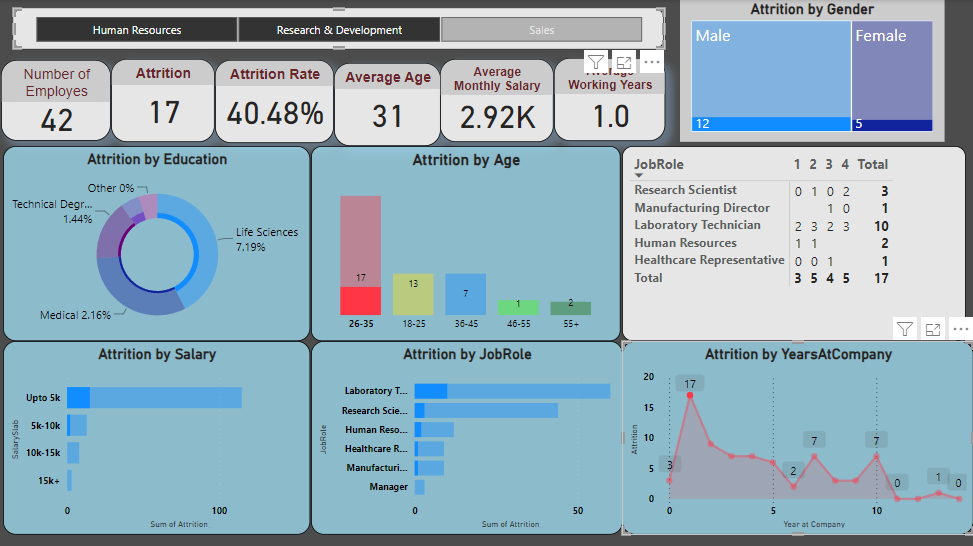 Human Resources
Research & Development
Sales
Attrition by Gender
Male
Female
12
5
Number of
Employes
42
Attrition
17
Attrition Rate
40.48%
Average Age
31
Average
Monthly Salary
2.92K
Average
Working Years
1.0
Attrition by Education
Other 0%
Technical Degr...
1.44%
Life Sciences
7.19%
Medical 2.16%
Attrition by Age
17
13
7
1
2
26-35 18-25 36-45 46-55 55+
JobRole 1 2 3 4 Total
Research Scientist 0 1 0 2 3
Manufacturing Director 1 0 1
Laboratory Technician 2 3 2 3 10
Human Resources 1 1 2
Healthcare Representative 0 0 1 1
Total 3 5 4 5 17
Attrition by Salary
SalarySlab
Upto 5k
5k-10k
10k-15k
15k+
0 100
Sum of Attrition
Attrition by JobRole
JobRole
Laboratory T...
Research Scie...
Human Reso...
Healthcare R...
Manufacturi...
Manager
0 50
Sum of Attrition
Attrition by YearsAtCompany
Attrition
20
15
10
5
0
3
17
2
7
7
0
1
0
0 5 10
Year at Company